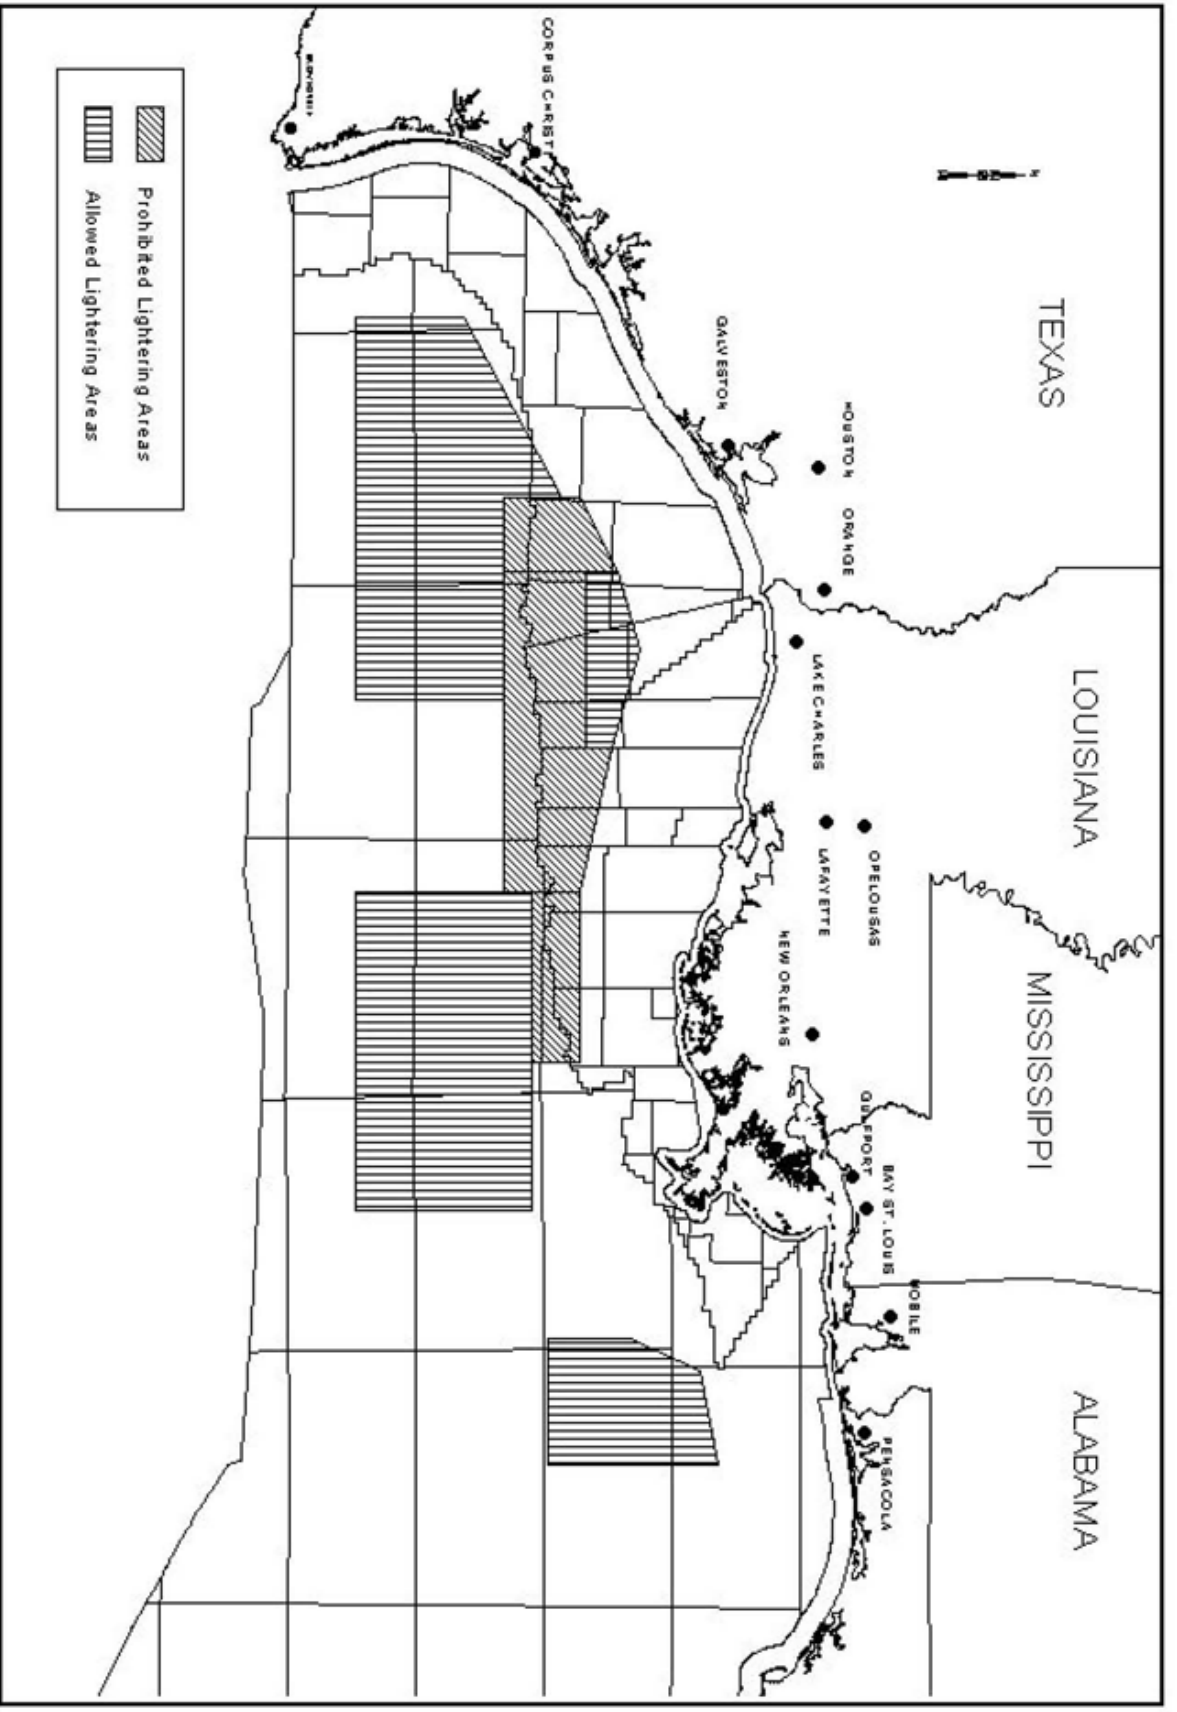 TEXAS
LOUISIANA
MISSISSIPPI
ALABAMA
HOUSTON
ORANGE
GALVESTON
CORPUS CHRISTI
LAKE CHARLES
OPELOUSAS
LAFAYETTE
NEW ORLEANS
GULFPORT
BAY ST. LOUIS
MOBILE
PENSACOLA
Prohibited Lightering Areas
Allowed Lightering Areas